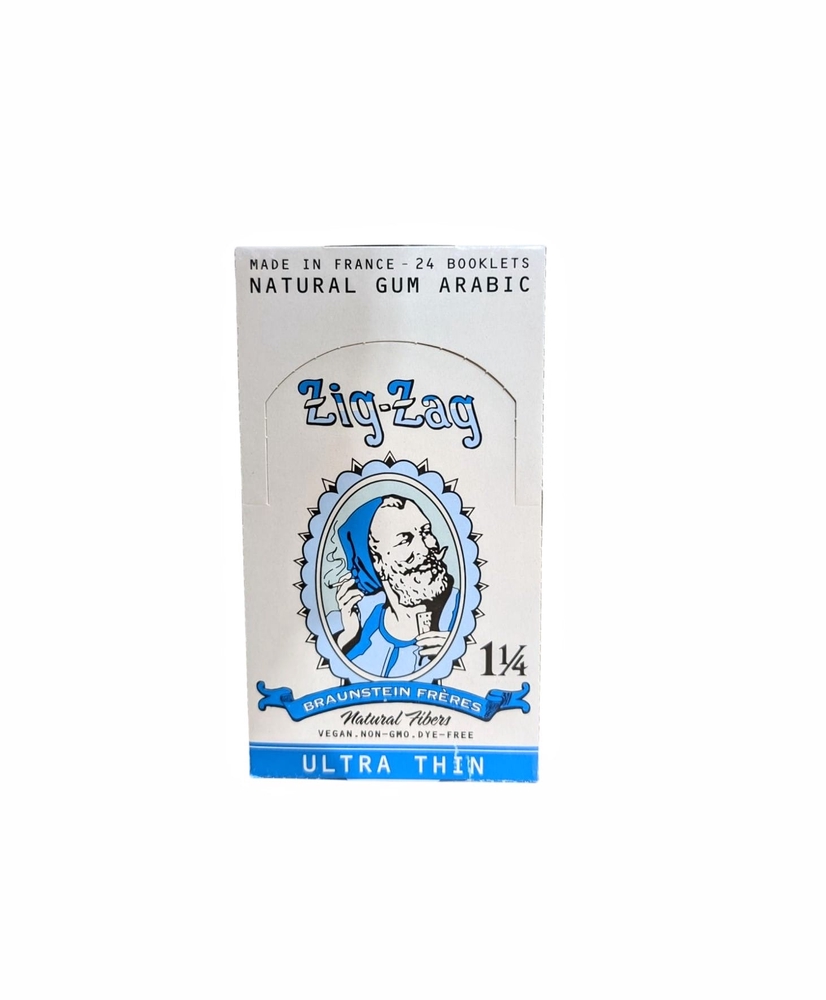 MADE IN FRANCE - 24 BOOKLETS
NATURAL GUM ARABIC
Zig-Zag
1¼
BRAUNSTEIN FRÈRES
Natural Fibers
VEGAN.NON-GMO.DYE-FREE
ULTRA THIN